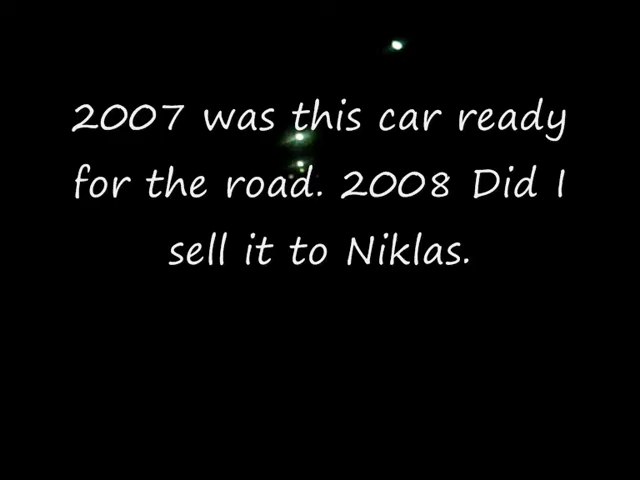 2007 was this car ready
for the road. 2008 Did I
sell it to Niklas.